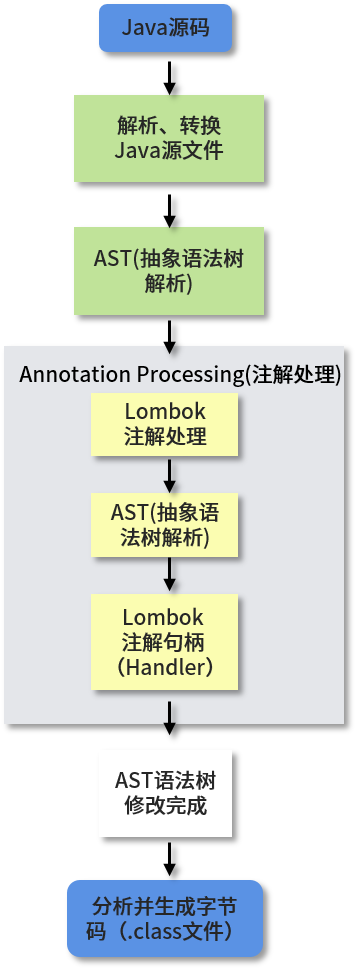 Java源码
解析、转换
Java源文件
AST(抽象语法树
解析)
Annotation Processing(注解处理)
Lombok
注解处理
AST(抽象语
法树解析)
Lombok
注解句柄
（Handler）
AST语法树
修改完成
分析并生成字节
码（.class文件）